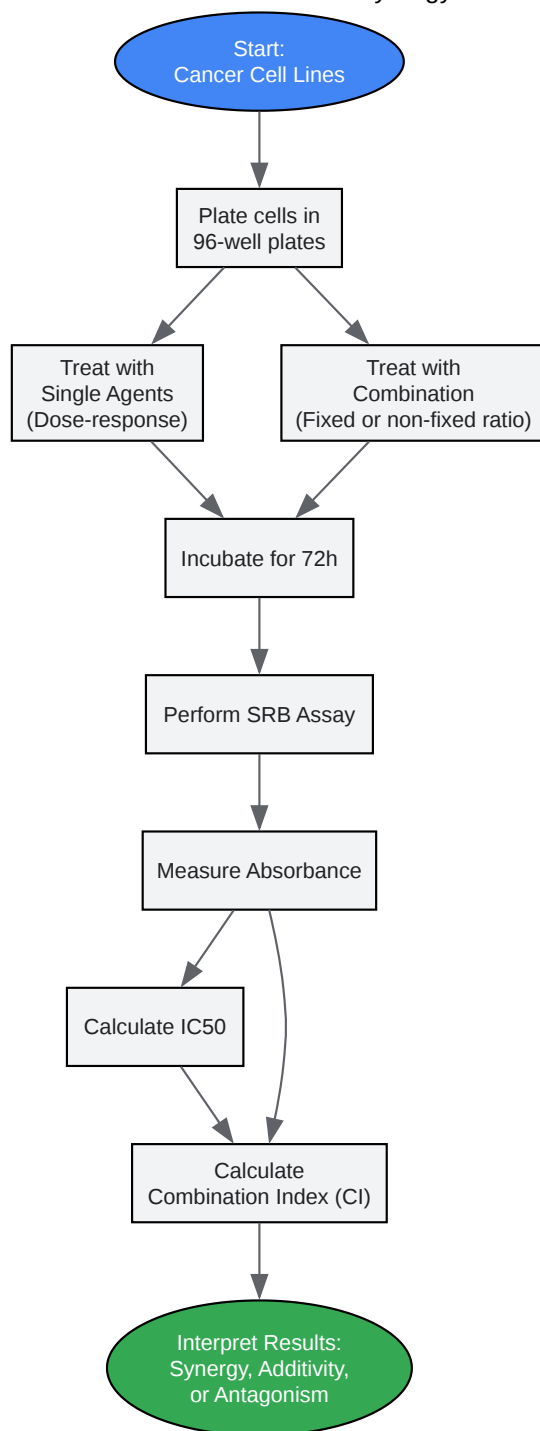 Start:
Cancer Cell Lines
Plate cells in
96-well plates
Treat with
Single Agents
(Dose-response)
Treat with
Combination
(Fixed or non-fixed ratio)
Incubate for 72h
Perform SRB Assay
Measure Absorbance
Calculate IC50
Calculate
Combination Index (CI)
Interpret Results:
Synergy, Additivity,
or Antagonism